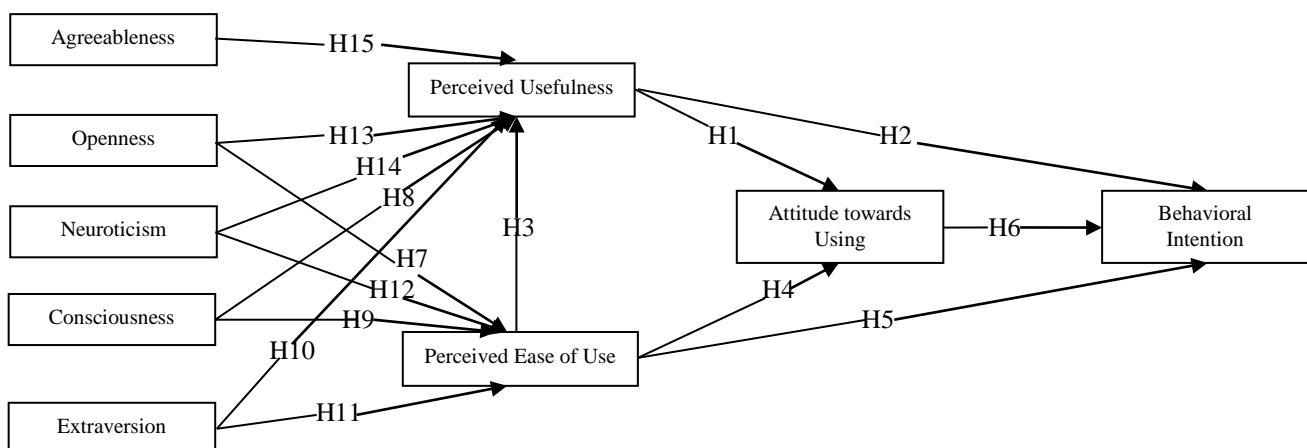 Agreeableness
H15
Perceived Usefulness
Openness
H13
H14
H8
H1
H2
Neuroticism
H3
Attitude towards
Using
H6
Behavioral
Intention
H7
H12
H4
Consciousness
H9
H5
H10
Perceived Ease of Use
Extraversion
H11